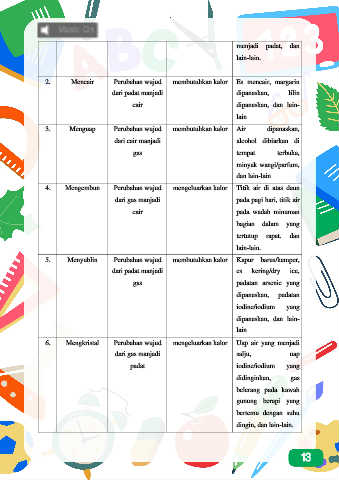 Music On
menjadi padat, dan
lain-lain.
2. Mencair Perubahan wujud membutuhkan kalor Es mencair, margarin
dari padat menjadi dipanaskan, lilin
cair dipanaskan, dan lain-
lain
3. Menguap Perubahan wujud membutuhkan kalor Air dipanaskan,
dari cair menjadi alcohol dibiarkan di
gas tempat terbuka,
minyak wangi/parfum,
dan lain-lain
4. Mengembun Perubahan wujud mengeluarkan kalor Titik air di atas daun
dari gas menjadi pada pagi hari, titik air
cair pada wadah minuman
bagian dalam yang
tertutup rapat, dan
lain-lain.
5. Menyublin Perubahan wujud membutuhkan kalor Kapur barus/kamper,
dari padat menjadi es kering/dry ice,
gas padatan arsenic yang
dipanaskan, padatan
iodine/iodium yang
dipanaskan, dan lain-
lain
6. Mengkristal Perubahan wujud mengeluarkan kalor Uap air yang menjadi
dari gas menjadi salju, uap
padat iodine/iodium yang
didinginkan, gas
belerang pada kawah
gunung berapi yang
bertemu dengan suhu
dingin, dan lain-lain.
13